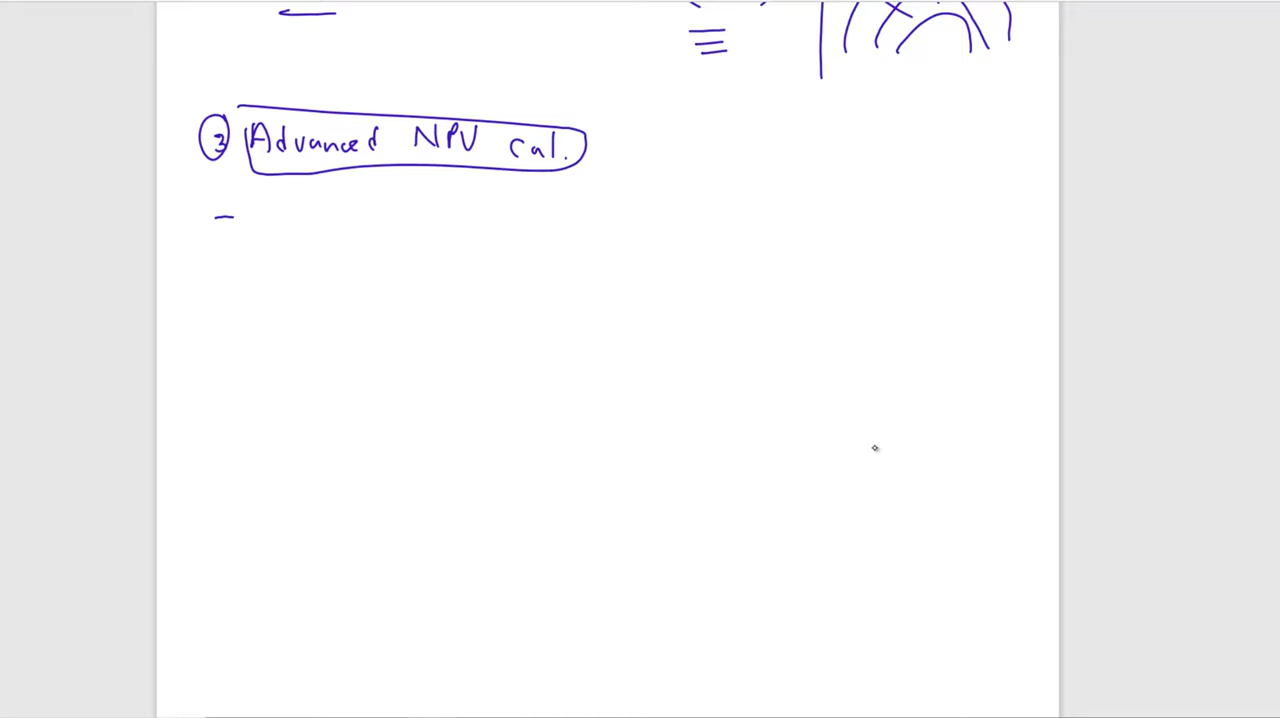 ③ Advanced NPV cal.
–